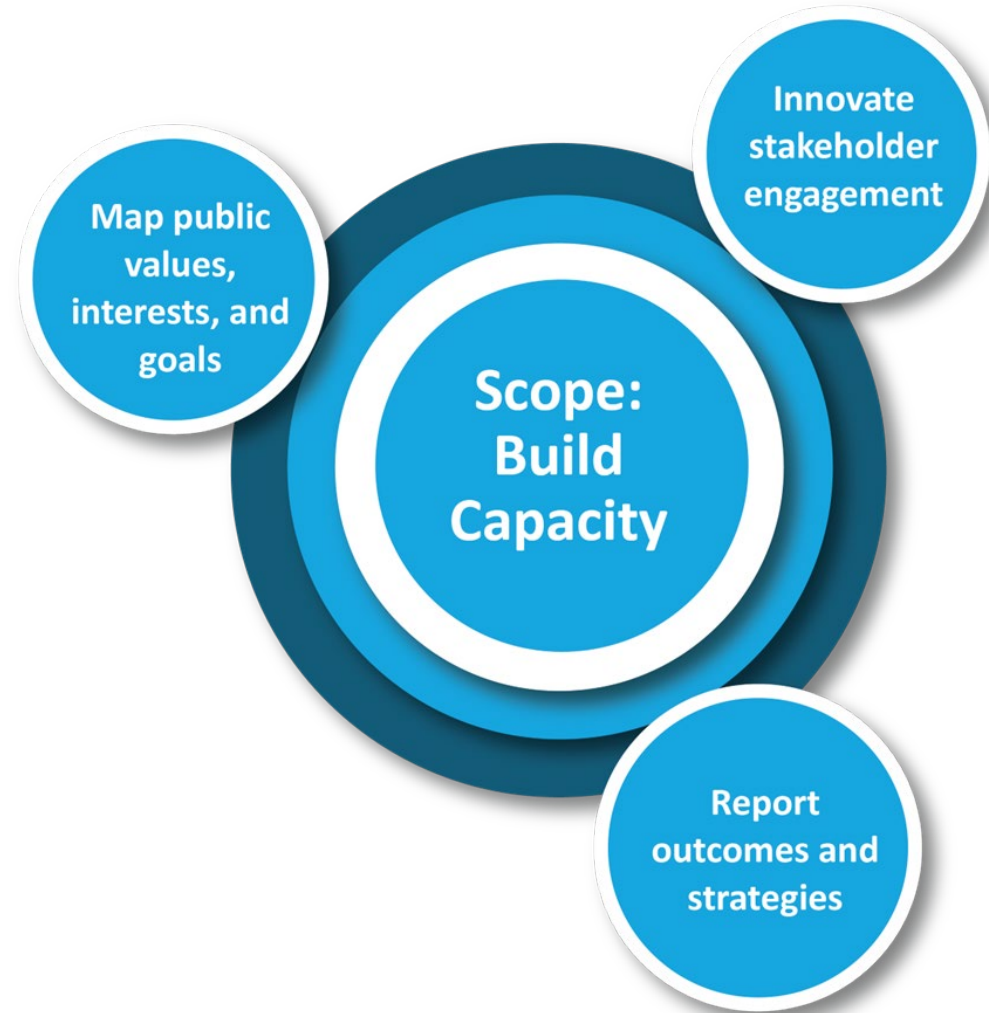 Innovate
stakeholder
engagement
Map public
values,
interests, and
goals
Scope:
Build
Capacity
Report
outcomes and
strategies